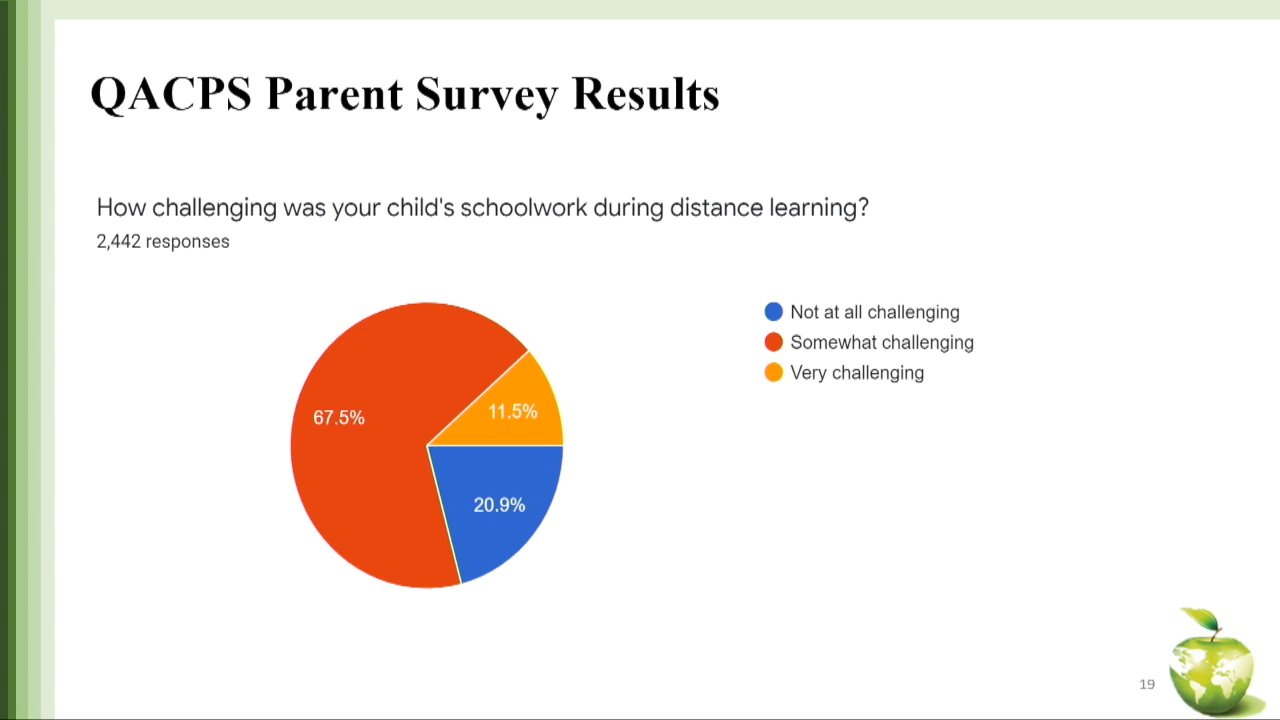 QACPS Parent Survey Results
How challenging was your child's schoolwork during distance learning?
2,442 responses
Not at all challenging
Somewhat challenging
Very challenging
67.5%
11.5%
20.9%
19